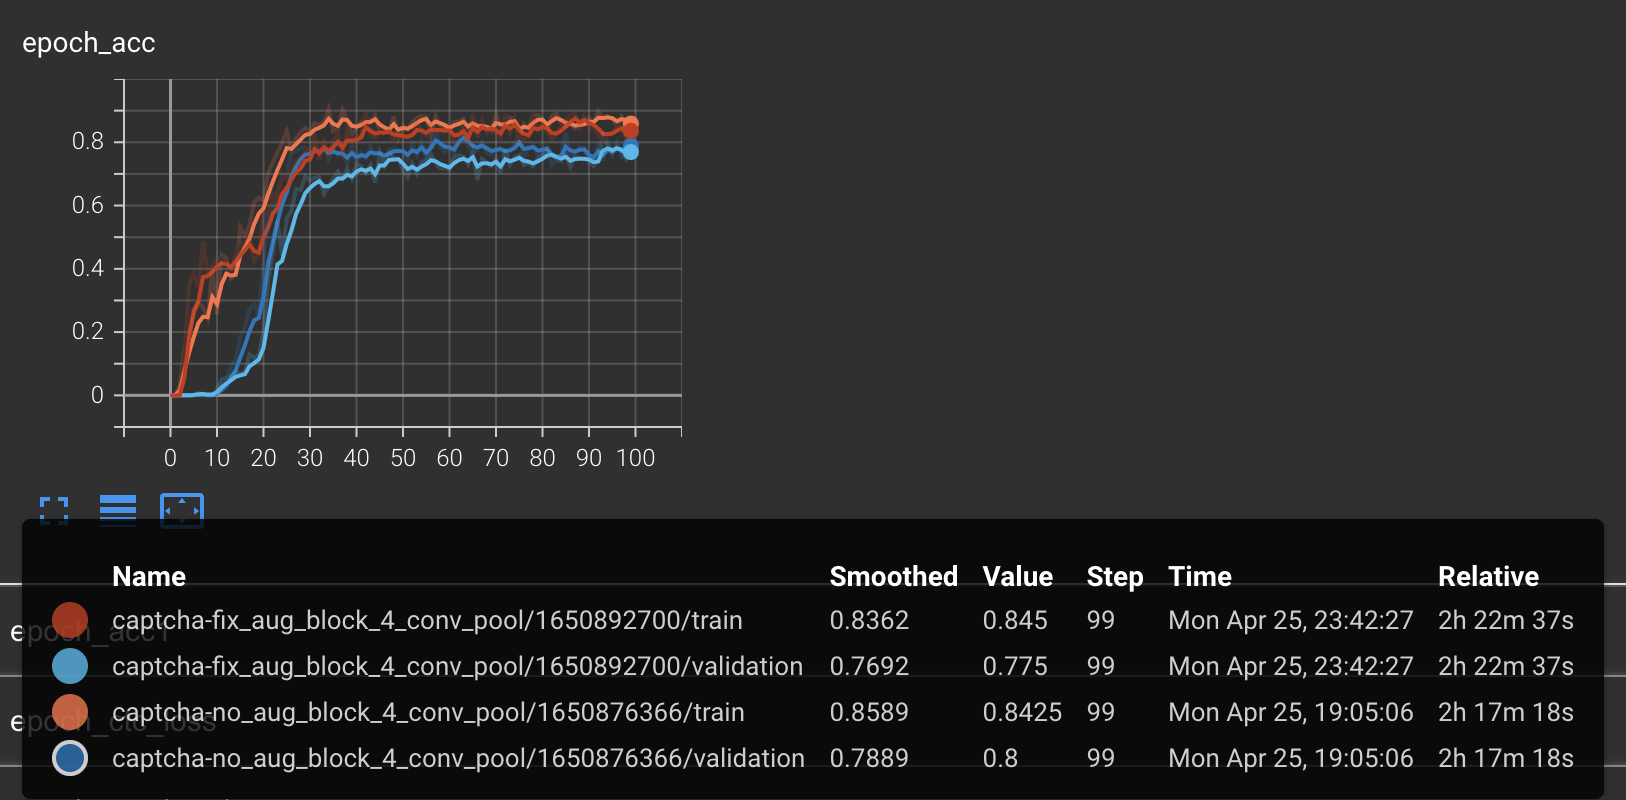 epoch_acc
0.8
0.6
0.4
0.2
0
0 10 20 30 40 50 60 70 80 90 100
Name Smoothed Value Step Time Relative
captcha-fix_aug_block_4_conv_pool/1650892700/train 0.8362 0.845 99 Mon Apr 25, 23:42:27 2h 22m 37s
epoch_acc1
captcha-fix_aug_block_4_conv_pool/1650892700/validation 0.7692 0.775 99 Mon Apr 25, 23:42:27 2h 22m 37s
captcha-no_aug_block_4_conv_pool/1650876366/train 0.8589 0.8425 99 Mon Apr 25, 19:05:06 2h 17m 18s
epoch_ctc_loss
captcha-no_aug_block_4_conv_pool/1650876366/validation 0.7889 0.8 99 Mon Apr 25, 19:05:06 2h 17m 18s